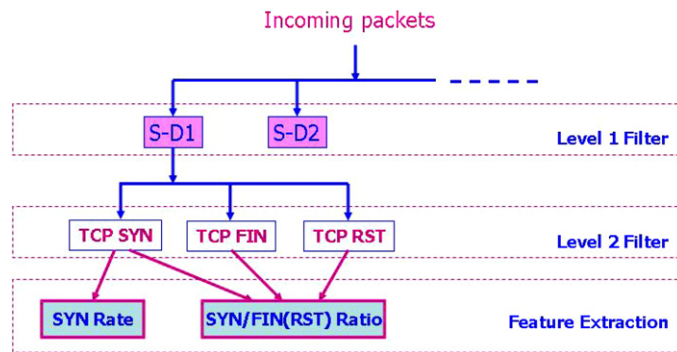 Incoming packets
S-D1
S-D2
Level 1 Filter
TCP SYN
TCP FIN
TCP RST
Level 2 Filter
SYN Rate
SYN/FIN(RST) Ratio
Feature Extraction